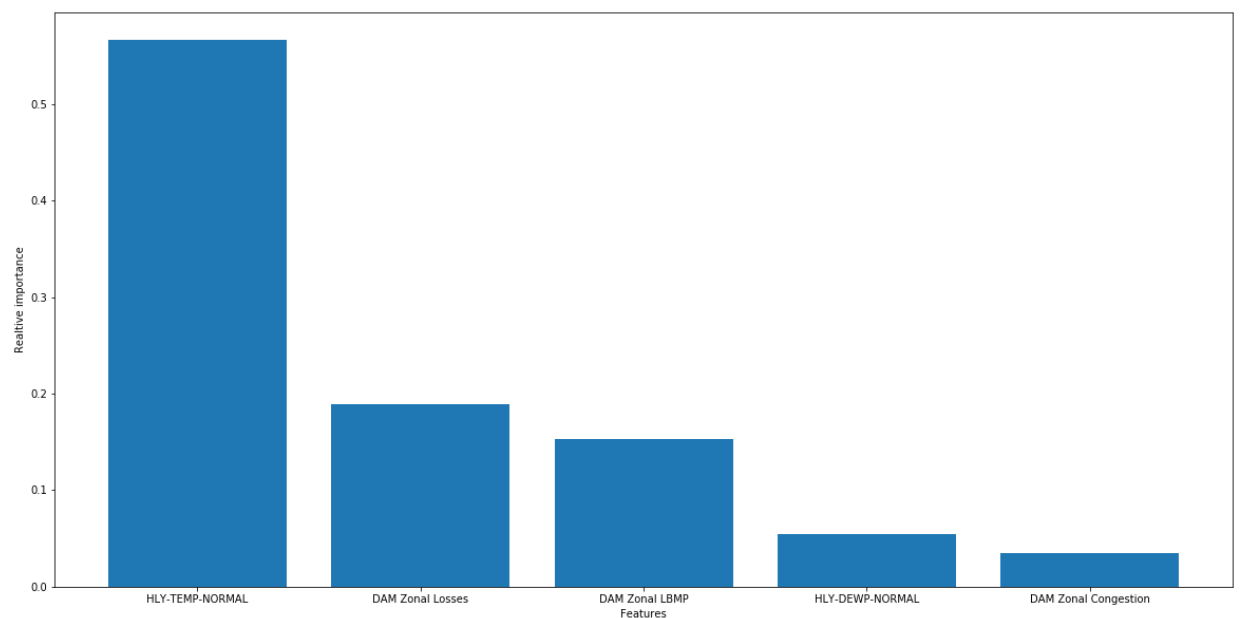 0.5
0.4
0.3
0.2
0.1
0.0
Realtive importance
HLY-TEMP-NORMAL DAM Zonal Losses DAM Zonal LBMP HLY-DEWP-NORMAL DAM Zonal Congestion
Features